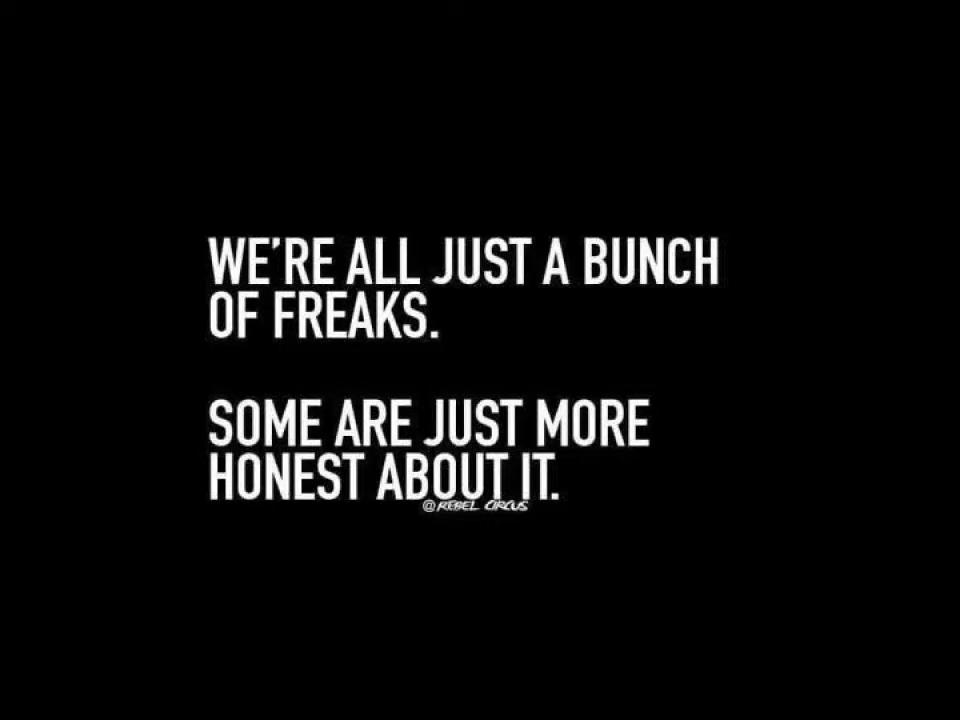 WE'RE ALL JUST A BUNCH
OF FREAKS.
SOME ARE JUST MORE
HONEST ABOUT IT.
@REBEL CIRCUS